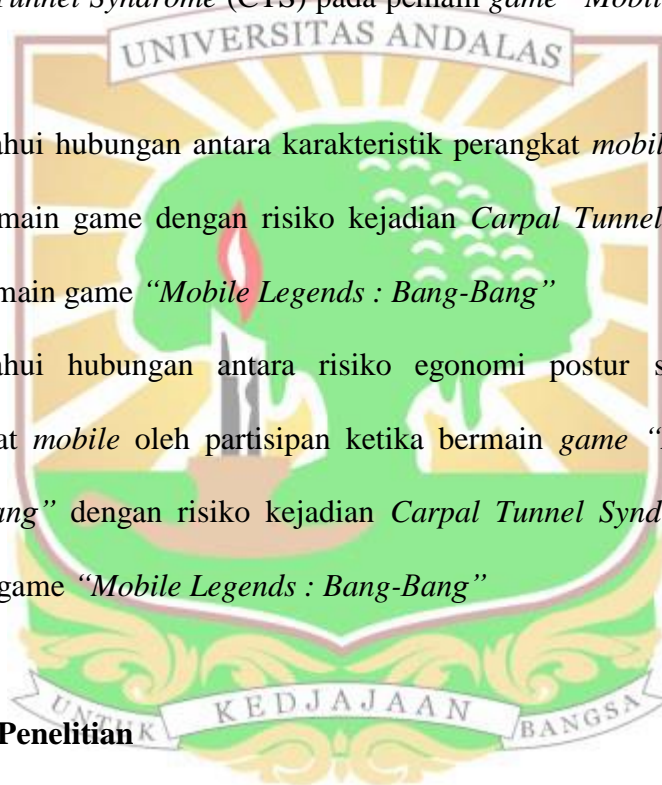 Tunnel Syndrome (CTS) pada pemain game “Mobil
UNIVERSITAS ANDALAS
ahui hubungan antara karakteristik perangkat mobil
main game dengan risiko kejadian Carpal Tunnel
main game “Mobile Legends : Bang-Bang”
ahui hubungan antara risiko egonomi postur s
at mobile oleh partisipan ketika bermain game “
ang” dengan risiko kejadian Carpal Tunnel Synd
game “Mobile Legends : Bang-Bang”
UNTUK KEDJAJAAN BANGSA
Penelitian